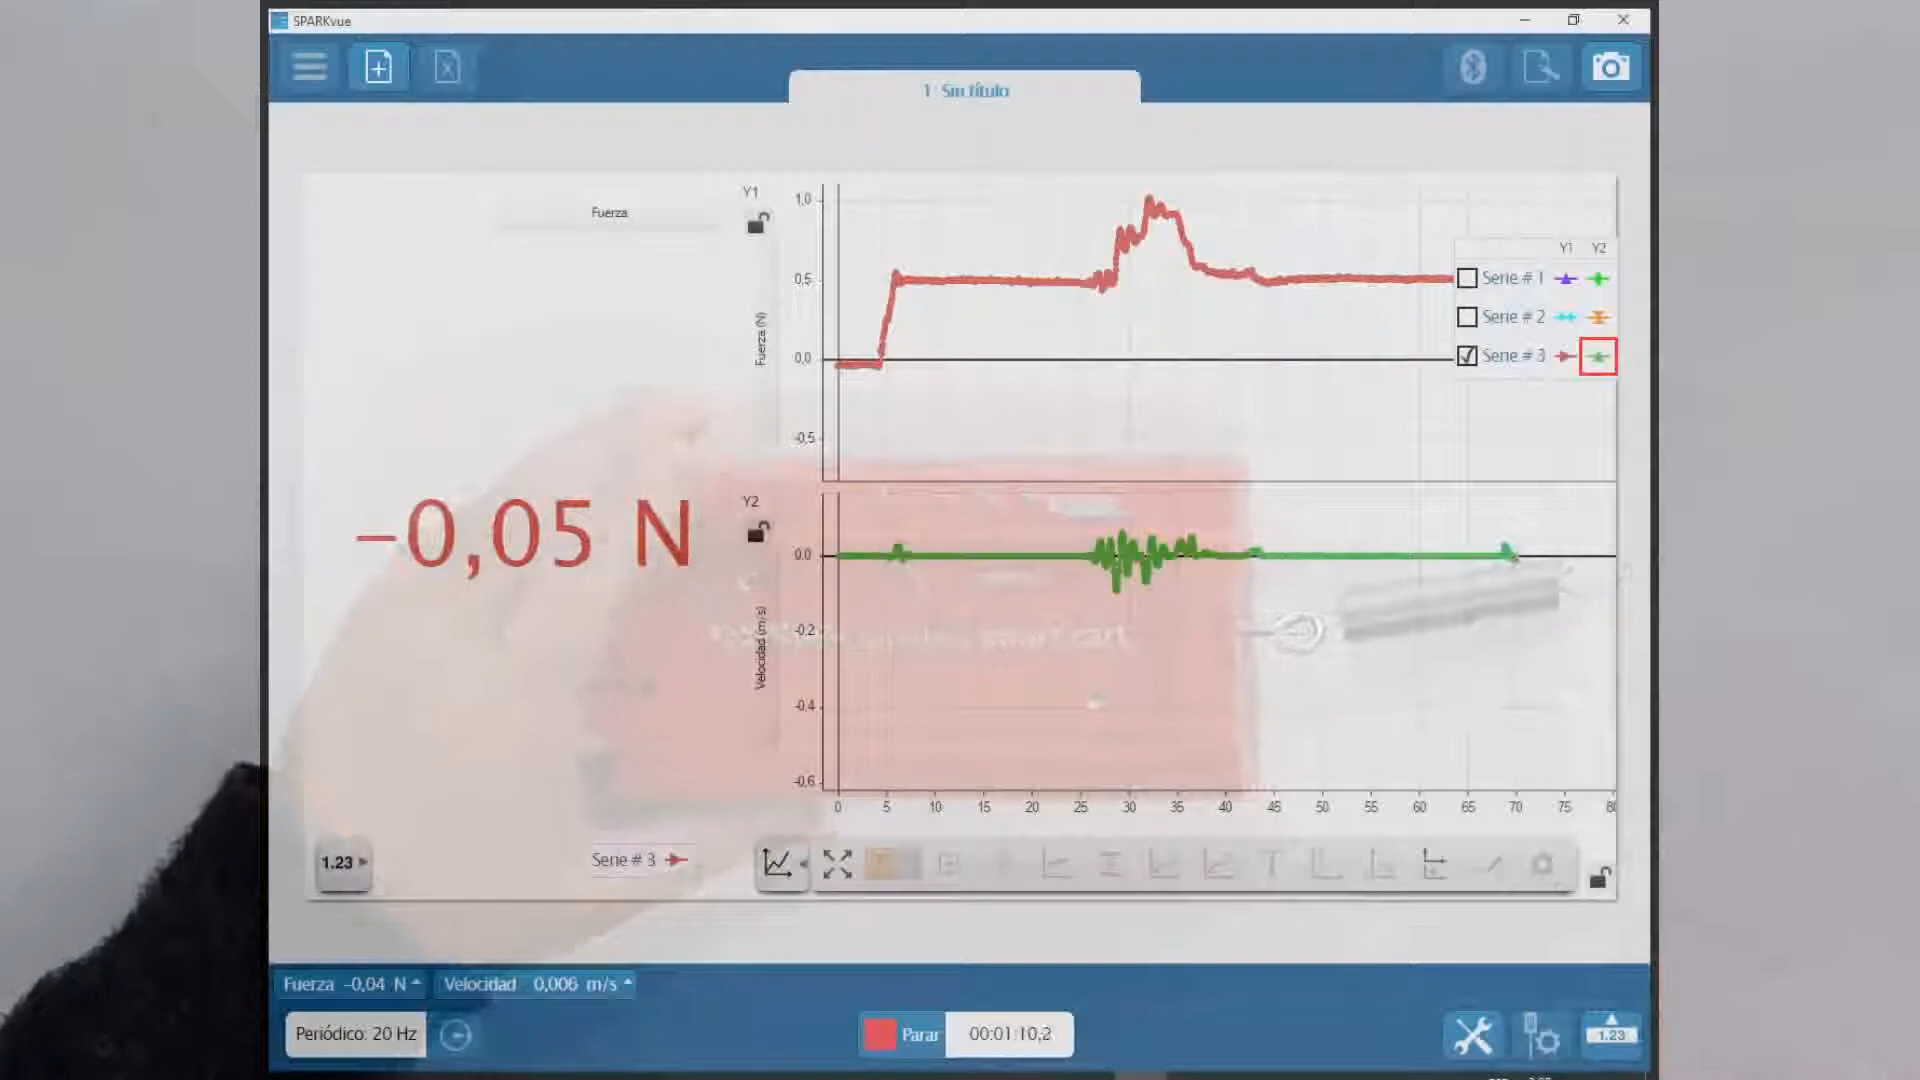 SPARKvue
1: Sin título
Fuerza
Y1
1,0
0,5
0,0
-0,5
Fuerza (N)
Y1 Y2
Serie # 1
Serie # 2
Serie # 3
−0,05 N
Y2
0,0
-0,2
-0,4
-0,6
Velocidad (m/s)
smart cart
0 5 10 15 20 25 30 35 40 45 50 55 60 65 70 75
1.23
Serie # 3
Fuerza -0,04 N
Velocidad 0,006 m/s
Periódico: 20 Hz
Parar
00:01:10,2
1.23